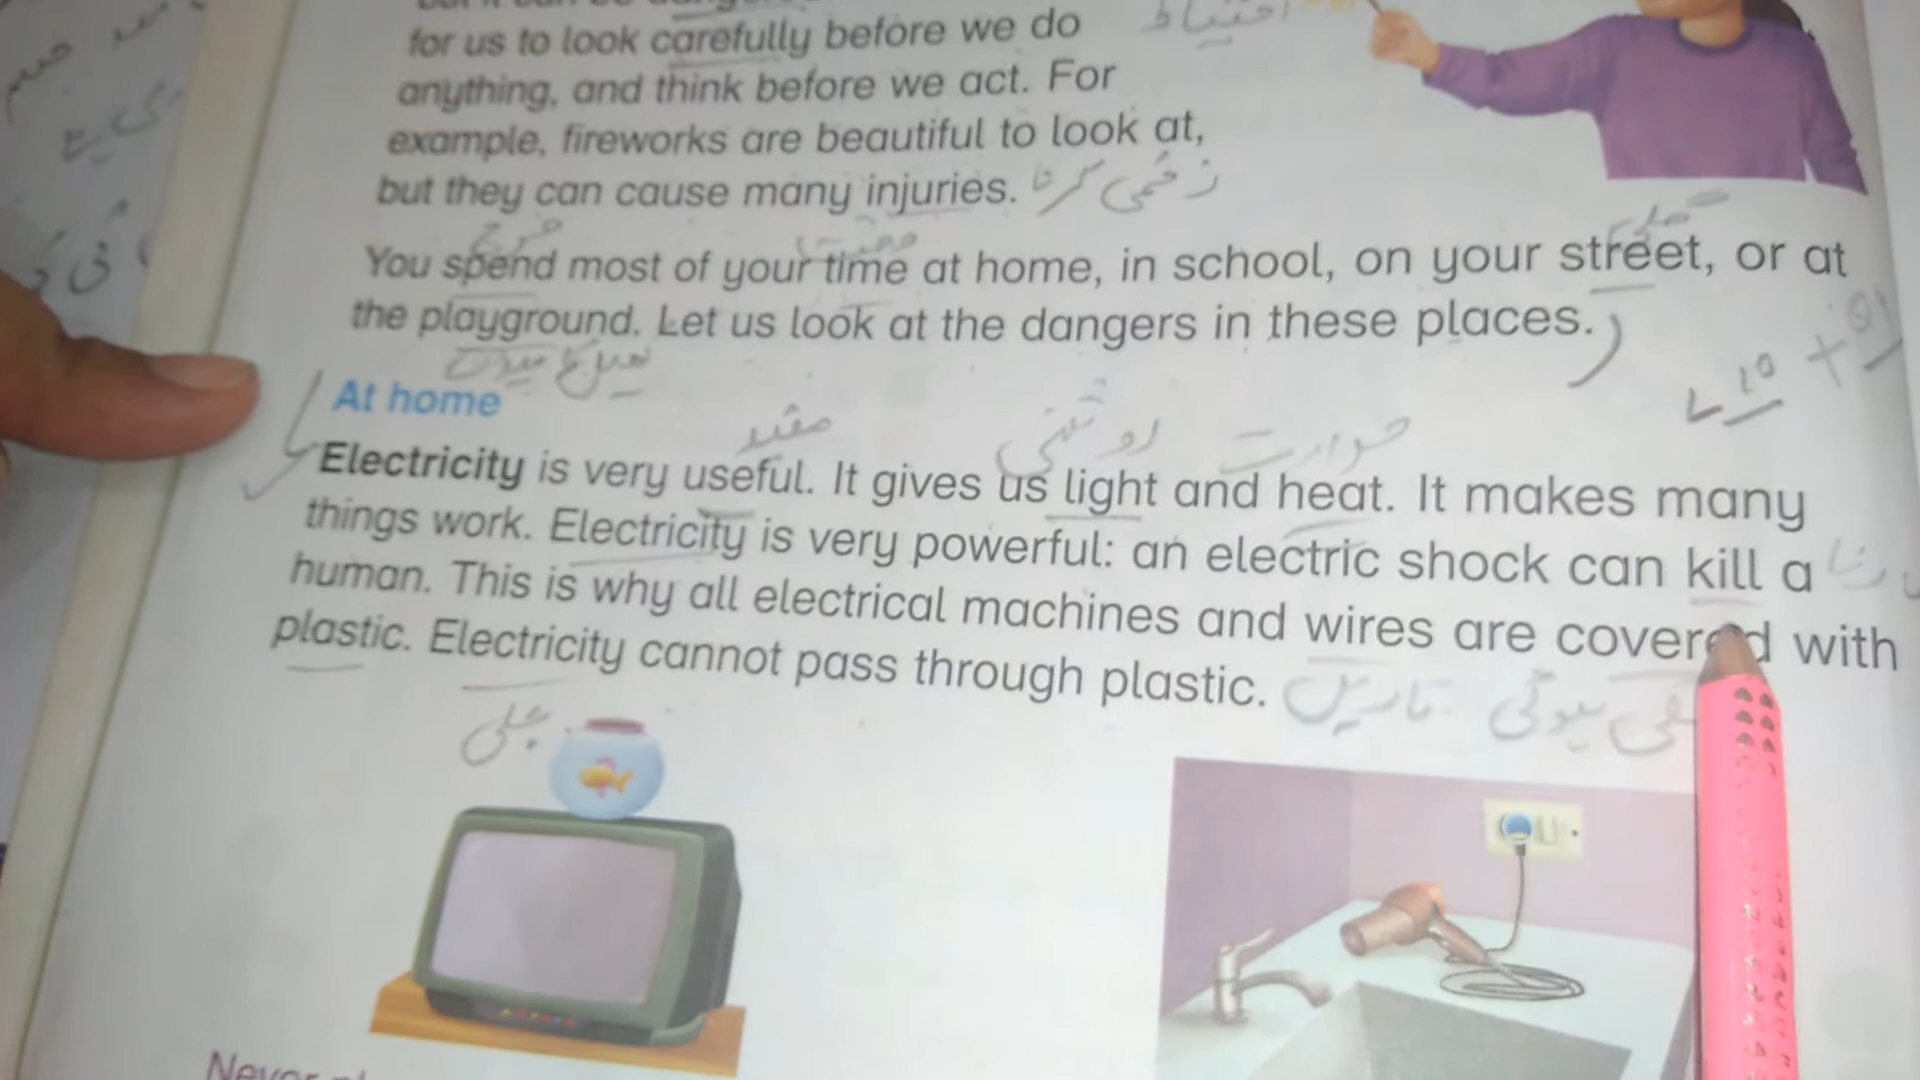 for us to look carefully before we do
احتیاط
anything, and think before we act. For
example, fireworks are beautiful to look at,
but they can cause many injuries.
زخمی کرنا
خرچ
گلی
You spend most of your time at home, in school, on your street, or at
the playground. Let us look at the dangers in these places.
کھیل کا میدان
At home
مفید
روشنی
حرارت
Electricity is very useful. It gives us light and heat. It makes many
things work. Electricity is very powerful: an electric shock can kill a
human. This is why all electrical machines and wires are covered with
plastic. Electricity cannot pass through plastic.
تاریں
بجلی
Never